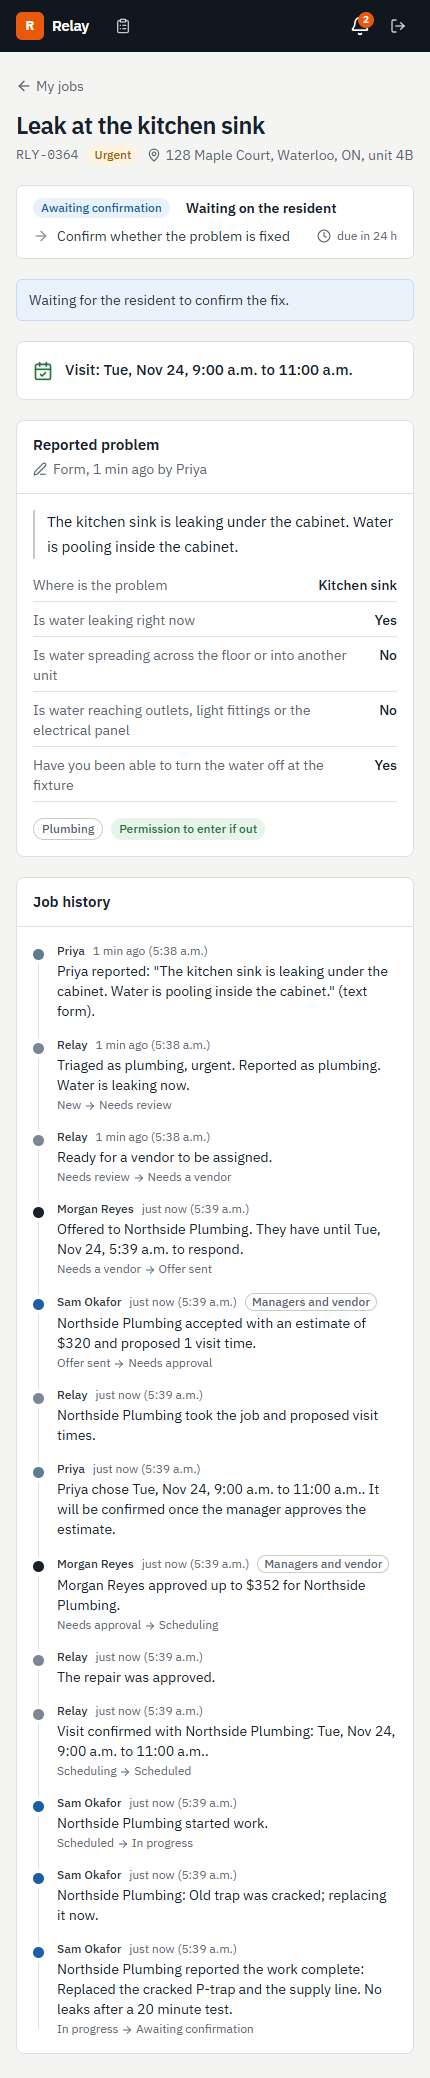 R Relay 2
My jobs
Leak at the kitchen sink
RLY-0364 Urgent 128 Maple Court, Waterloo, ON, unit 4B
Awaiting confirmation Waiting on the resident
Confirm whether the problem is fixed due in 24 h
Waiting for the resident to confirm the fix.
Visit: Tue, Nov 24, 9:00 a.m. to 11:00 a.m.
Reported problem
Form, 1 min ago by Priya
The kitchen sink is leaking under the cabinet. Water
is pooling inside the cabinet.
Where is the problem Kitchen sink
Is water leaking right now Yes
Is water spreading across the floor or into another No
unit
Is water reaching outlets, light fittings or the No
electrical panel
Have you been able to turn the water off at the Yes
fixture
Plumbing Permission to enter if out
Job history
Priya 1 min ago (5:38 a.m.)
Priya reported: "The kitchen sink is leaking under the
cabinet. Water is pooling inside the cabinet." (text
form).
Relay 1 min ago (5:38 a.m.)
Triaged as plumbing, urgent. Reported as plumbing.
Water is leaking now.
New → Needs review
Relay 1 min ago (5:38 a.m.)
Ready for a vendor to be assigned.
Needs review → Needs a vendor
Morgan Reyes just now (5:39 a.m.)
Offered to Northside Plumbing. They have until Tue,
Nov 24, 5:39 a.m. to respond.
Needs a vendor → Offer sent
Sam Okafor just now (5:39 a.m.) Managers and vendor
Northside Plumbing accepted with an estimate of
$320 and proposed 1 visit time.
Offer sent → Needs approval
Relay just now (5:39 a.m.)
Northside Plumbing took the job and proposed visit
times.
Priya just now (5:39 a.m.)
Priya chose Tue, Nov 24, 9:00 a.m. to 11:00 a.m.. It
will be confirmed once the manager approves the
estimate.
Morgan Reyes just now (5:39 a.m.) Managers and vendor
Morgan Reyes approved up to $352 for Northside
Plumbing.
Needs approval → Scheduling
Relay just now (5:39 a.m.)
The repair was approved.
Relay just now (5:39 a.m.)
Visit confirmed with Northside Plumbing: Tue, Nov 24,
9:00 a.m. to 11:00 a.m..
Scheduling → Scheduled
Sam Okafor just now (5:39 a.m.)
Northside Plumbing started work.
Scheduled → In progress
Sam Okafor just now (5:39 a.m.)
Northside Plumbing: Old trap was cracked; replacing
it now.
Sam Okafor just now (5:39 a.m.)
Northside Plumbing reported the work complete:
Replaced the cracked P-trap and the supply line. No
leaks after a 20 minute test.
In progress → Awaiting confirmation